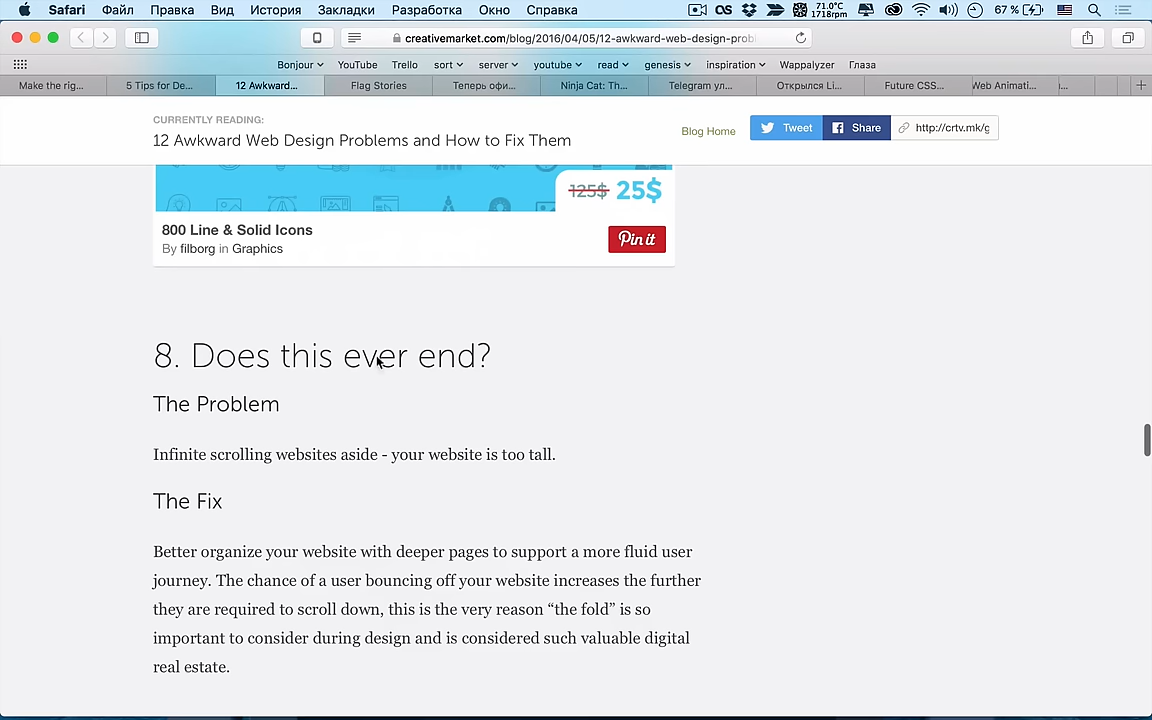 Safari Файл Правка Вид История Закладки Разработка Окно Справка 71.0°C 1718rpm 67 %
creativemarket.com/blog/2016/04/05/12-awkward-web-design-prob
Bonjour YouTube Trello sort server youtube read genesis inspiration Wappalyzer Глаза
Make the rig... 5 Tips for De... 12 Awkward... Flag Stories Теперь офи... Ninja Cat: Th... Telegram ул... Открылся Li... Future CSS... Web Animati...
CURRENTLY READING:
12 Awkward Web Design Problems and How to Fix Them
Blog Home Tweet Share http://crtv.mk/g
125$ 25$
800 Line & Solid Icons
By filborg in Graphics
Pin it
8. Does this ever end?
The Problem
Infinite scrolling websites aside - your website is too tall.
The Fix
Better organize your website with deeper pages to support a more fluid user
journey. The chance of a user bouncing off your website increases the further
they are required to scroll down, this is the very reason “the fold” is so
important to consider during design and is considered such valuable digital
real estate.